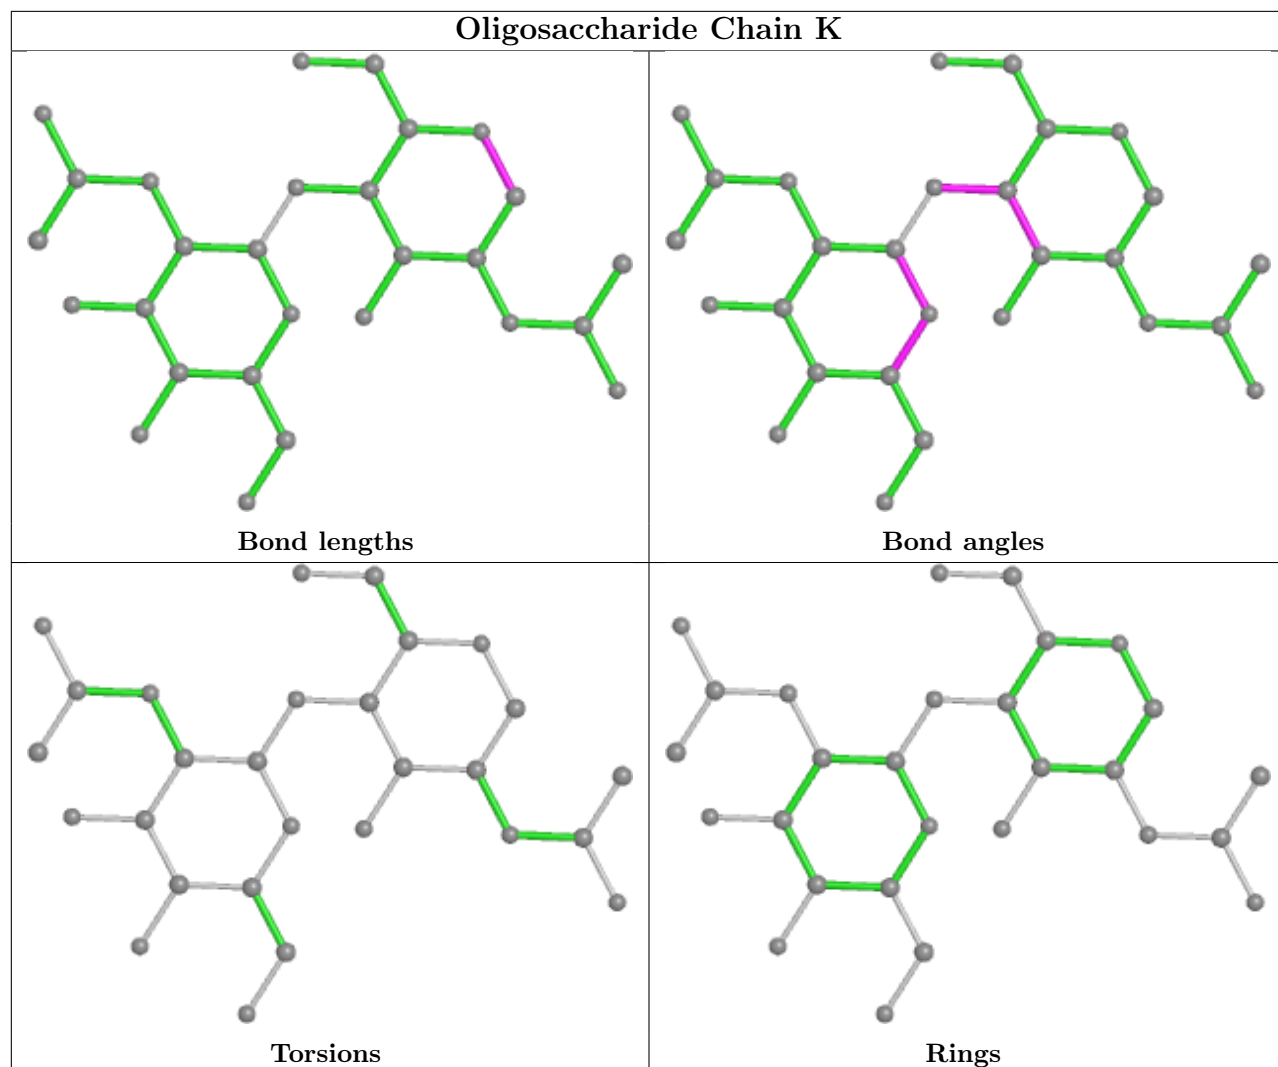 Oligosaccharide Chain K
Bond lengths
Bond angles
Torsions
Rings